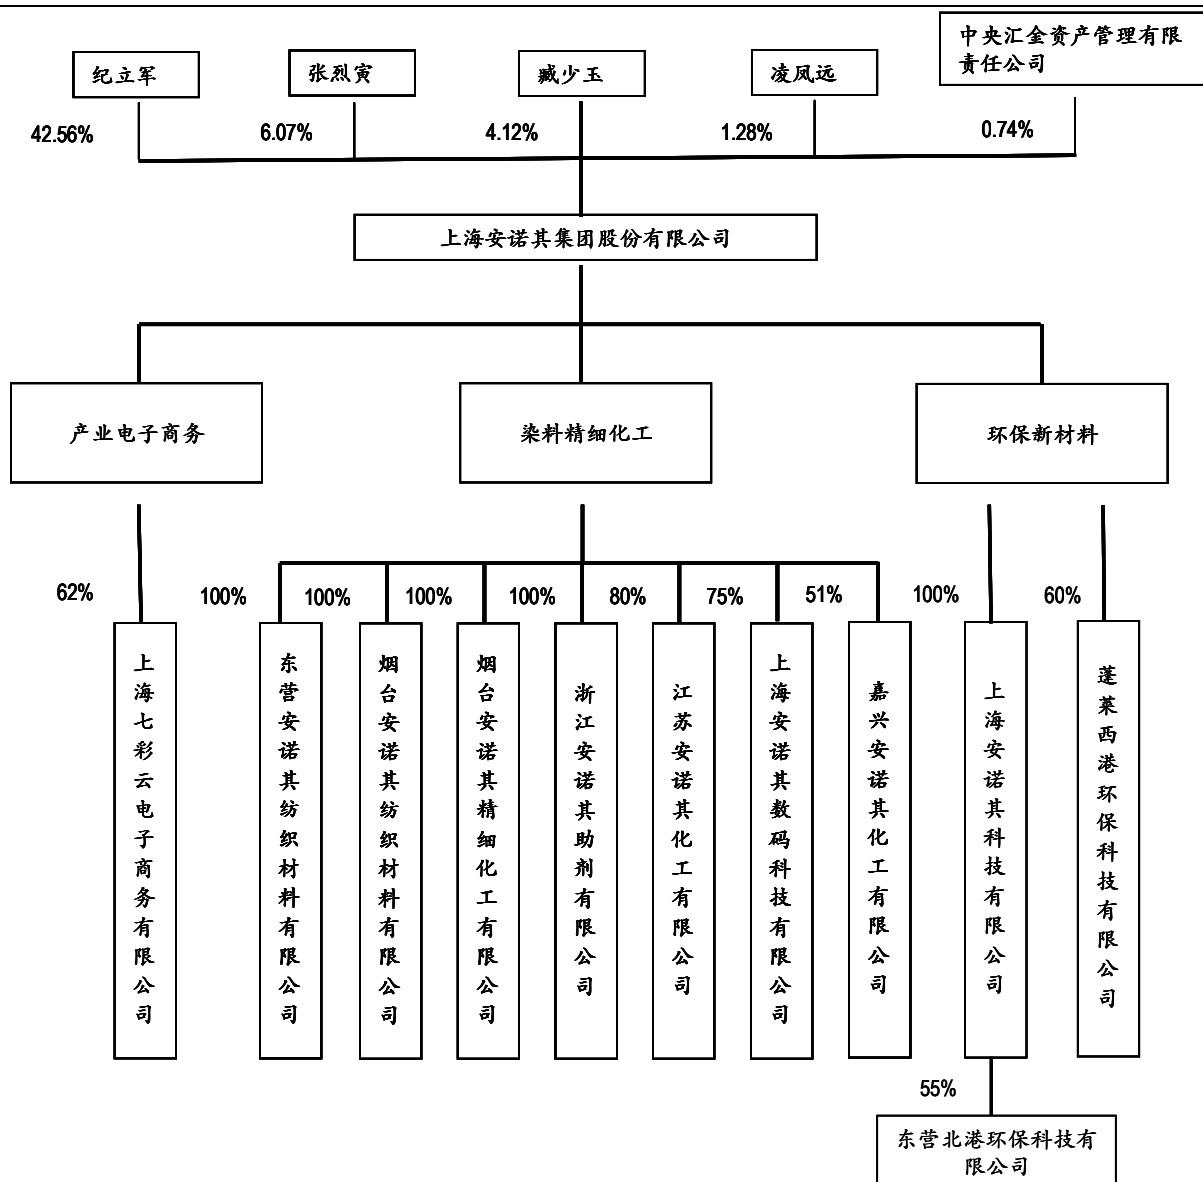 纪立军
张烈寅
臧少玉
凌凤远
中央汇金资产管理有限
责任公司
42.56%
6.07%
4.12%
1.28%
0.74%
上海安诺其集团股份有限公司
产业电子商务
染料精细化工
环保新材料
62%
100%
100%
100%
100%
80%
75%
51%
100%
60%
上海七彩云电子商务有限公司
东营安诺其纺织材料有限公司
烟台安诺其纺织材料有限公司
烟台安诺其精细化工有限公司
浙江安诺其助剂有限公司
江苏安诺其化工有限公司
上海安诺其数码科技有限公司
嘉兴安诺其化工有限公司
上海安诺其科技有限公司
蓬莱西港环保科技有限公司
55%
东营北港环保科技有
限公司